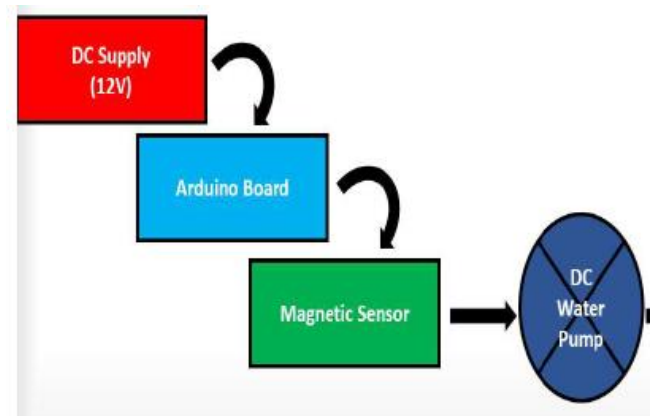 DC Supply
(12V)
Arduino Board
Magnetic Sensor
DC
Water
Pump